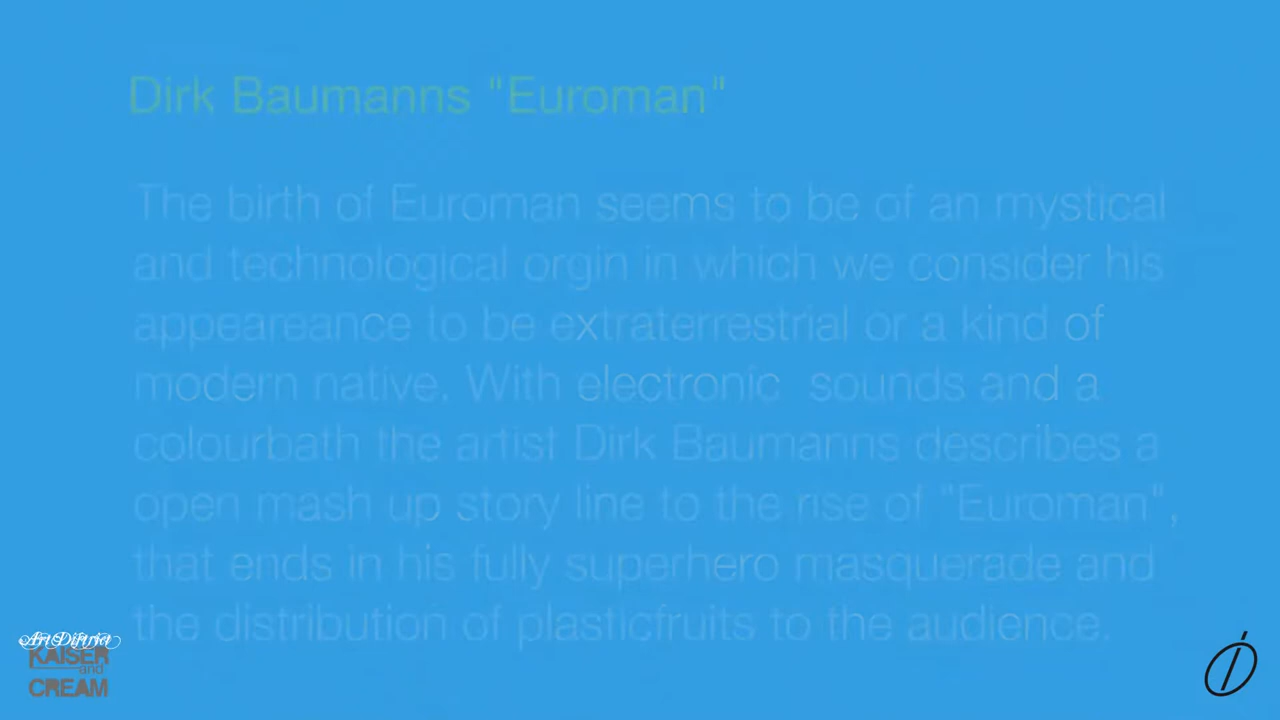 Dirk Baumanns "Euroman"
The birth of Euroman seems to be of an mystical
and technological orgin in which we consider his
appeareance to be extraterrestrial or a kind of
modern native. With electronic sounds and a
colourbath the artist Dirk Baumanns describes a
open mash up story line to the rise of "Euroman",
that ends in his fully superhero masquerade and
the distribution of plasticfruits to the audience.
KAISER
and
CREAM